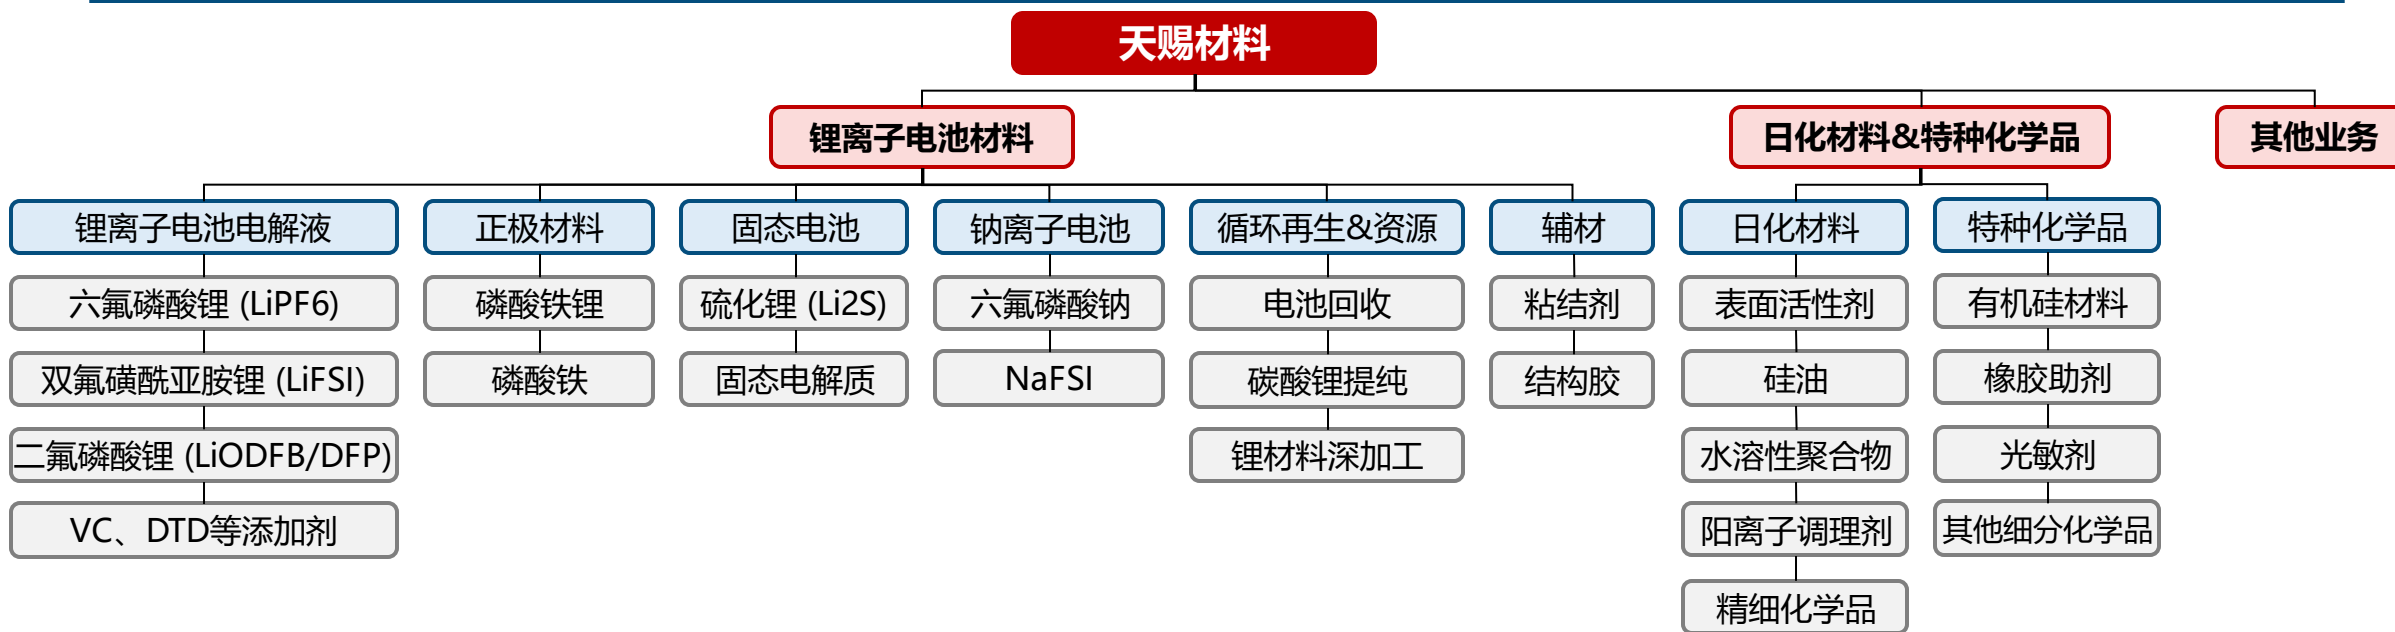 天赐材料
锂离子电池材料
日化材料&特种化学品
其他业务
锂离子电池电解液
正极材料
固态电池
钠离子电池
循环再生&资源
辅材
日化材料
特种化学品
六氟磷酸锂 (LiPF6)
磷酸铁锂
硫化锂 (Li2S)
六氟磷酸钠
电池回收
粘结剂
表面活性剂
有机硅材料
双氟磺酰亚胺锂 (LiFSI)
磷酸铁
固态电解质
NaFSI
碳酸锂提纯
结构胶
硅油
橡胶助剂
二氟磷酸锂 (LiODFB/DFP)
锂材料深加工
水溶性聚合物
光敏剂
VC、DTD等添加剂
阳离子调理剂
其他细分化学品
精细化学品